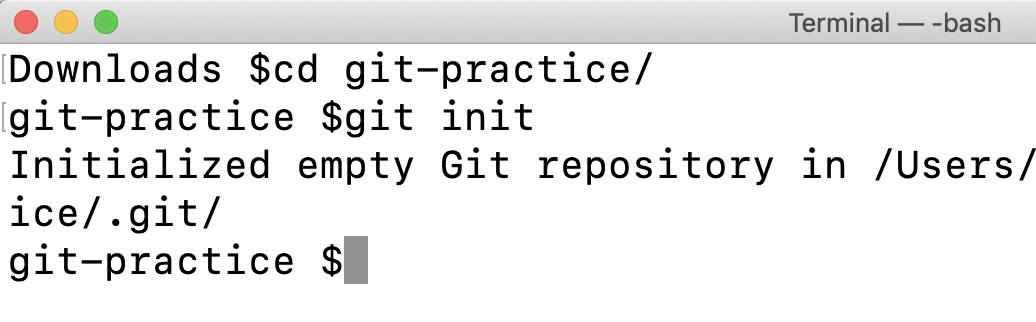 Terminal — -bash
Downloads $cd git-practice/
git-practice $git init
Initialized empty Git repository in /Users/
ice/.git/
git-practice $